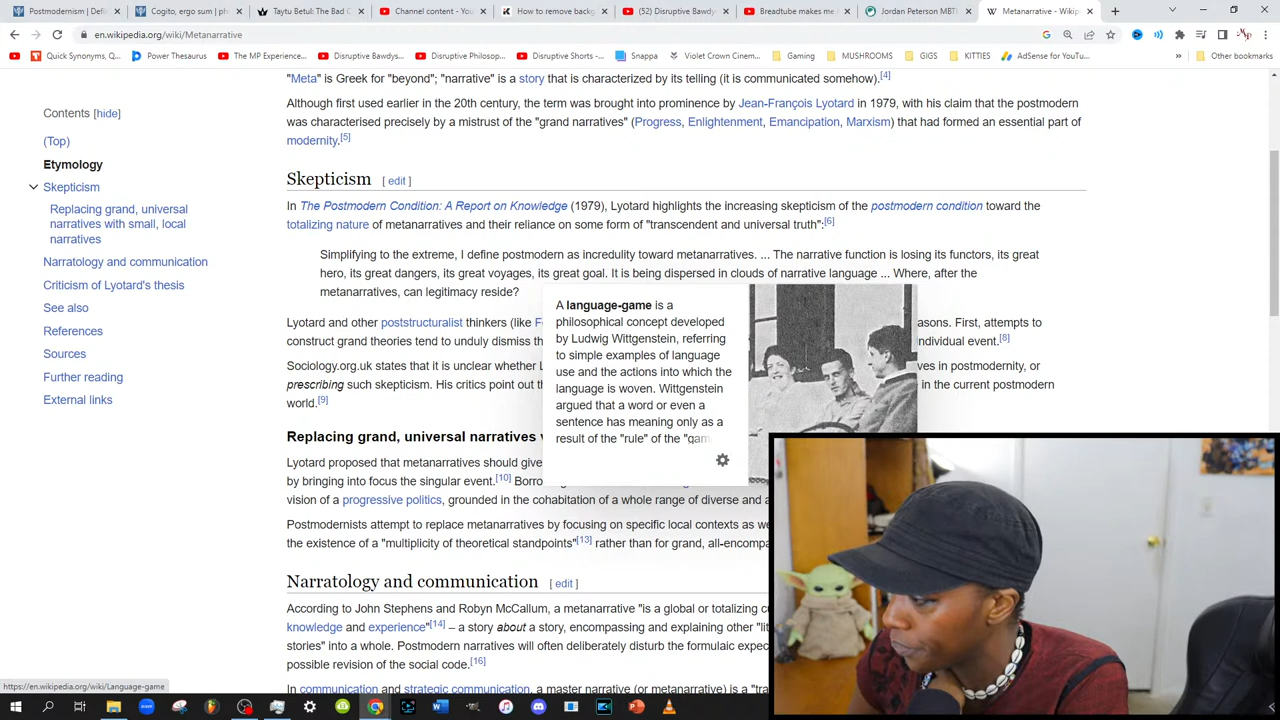 Postmodernism | Defi
Cogito, ergo sum | ph
Taytu Betul: The Bad C
Channel content - You
How to remove backg
(52) Disruptive Bawdy
Breadtube makes me
Jordan Peterson MBTI
Metanarrative - Wikip
en.wikipedia.org/wiki/Metanarrative
Quick Synonyms, Q...
Power Thesaurus
The MP Experience...
Disruptive Bawdys...
Disruptive Philosop...
Disruptive Shorts -...
Snappa
Violet Crown Cinem...
Gaming
MUSHROOMS
GIGS
KITTIES
AdSense for YouTu...
»
Other bookmarks
Contents [hide]
(Top)
Etymology
Skepticism
Replacing grand, universal
narratives with small, local
narratives
Narratology and communication
Criticism of Lyotard's thesis
See also
References
Sources
Further reading
External links
"Meta" is Greek for "beyond"; "narrative" is a story that is characterized by its telling (it is communicated somehow).[4]
Although first used earlier in the 20th century, the term was brought into prominence by Jean-François Lyotard in 1979, with his claim that the postmodern
was characterised precisely by a mistrust of the "grand narratives" (Progress, Enlightenment, Emancipation, Marxism) that had formed an essential part of
modernity.[5]
Skepticism [ edit ]
In The Postmodern Condition: A Report on Knowledge (1979), Lyotard highlights the increasing skepticism of the postmodern condition toward the
totalizing nature of metanarratives and their reliance on some form of "transcendent and universal truth":[6]
Simplifying to the extreme, I define postmodern as incredulity toward metanarratives. ... The narrative function is losing its functors, its great
hero, its great dangers, its great voyages, its great goal. It is being dispersed in clouds of narrative language ... Where, after the
metanarratives, can legitimacy reside?
Lyotard and other poststructuralist thinkers (like F asons. First, attempts to
construct grand theories tend to unduly dismiss th ndividual event.[8]
Sociology.org.uk states that it is unclear whether L ves in postmodernity, or
prescribing such skepticism. His critics point out th in the current postmodern
world.[9]
A language-game is a
philosophical concept developed
by Ludwig Wittgenstein, referring
to simple examples of language
use and the actions into which the
language is woven. Wittgenstein
argued that a word or even a
sentence has meaning only as a
result of the "rule" of the "gam
Replacing grand, universal narratives w
Lyotard proposed that metanarratives should give
by bringing into focus the singular event.[10] Borro
vision of a progressive politics, grounded in the cohabitation of a whole range of diverse and a
Postmodernists attempt to replace metanarratives by focusing on specific local contexts as we
the existence of a "multiplicity of theoretical standpoints"[13] rather than for grand, all-encompa
Narratology and communication [ edit ]
According to John Stephens and Robyn McCallum, a metanarrative "is a global or totalizing cu
knowledge and experience"[14] – a story about a story, encompassing and explaining other "lit
stories" into a whole. Postmodern narratives will often deliberately disturb the formulaic expec
possible revision of the social code.[16]
In communication and strategic communication, a master narrative (or metanarrative) is a "tra
https://en.wikipedia.org/wiki/Language-game